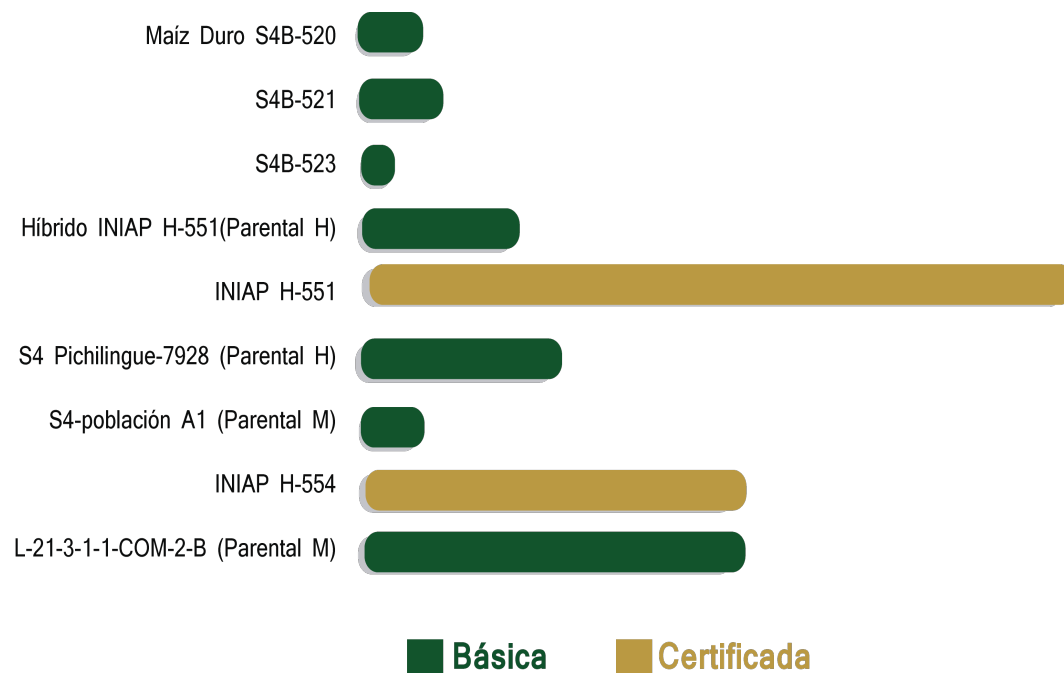 Maíz Duro S4B-520
S4B-521
S4B-523
Híbrido INIAP H-551(Parental H)
INIAP H-551
S4 Pichilingue-7928 (Parental H)
S4-población A1 (Parental M)
INIAP H-554
L-21-3-1-1-COM-2-B (Parental M)
Básica
Certificada